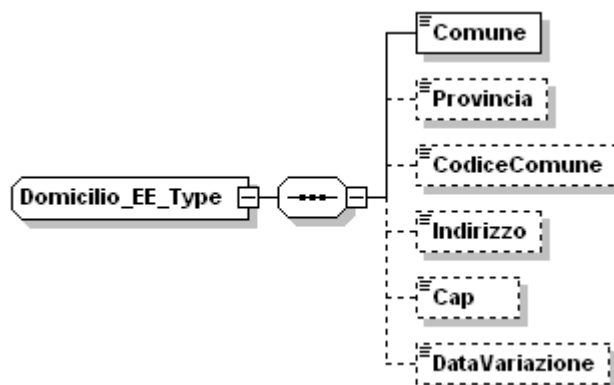 Comune
Provincia
CodiceComune
Domicilio_EE_Type
Indirizzo
Cap
DataVariazione